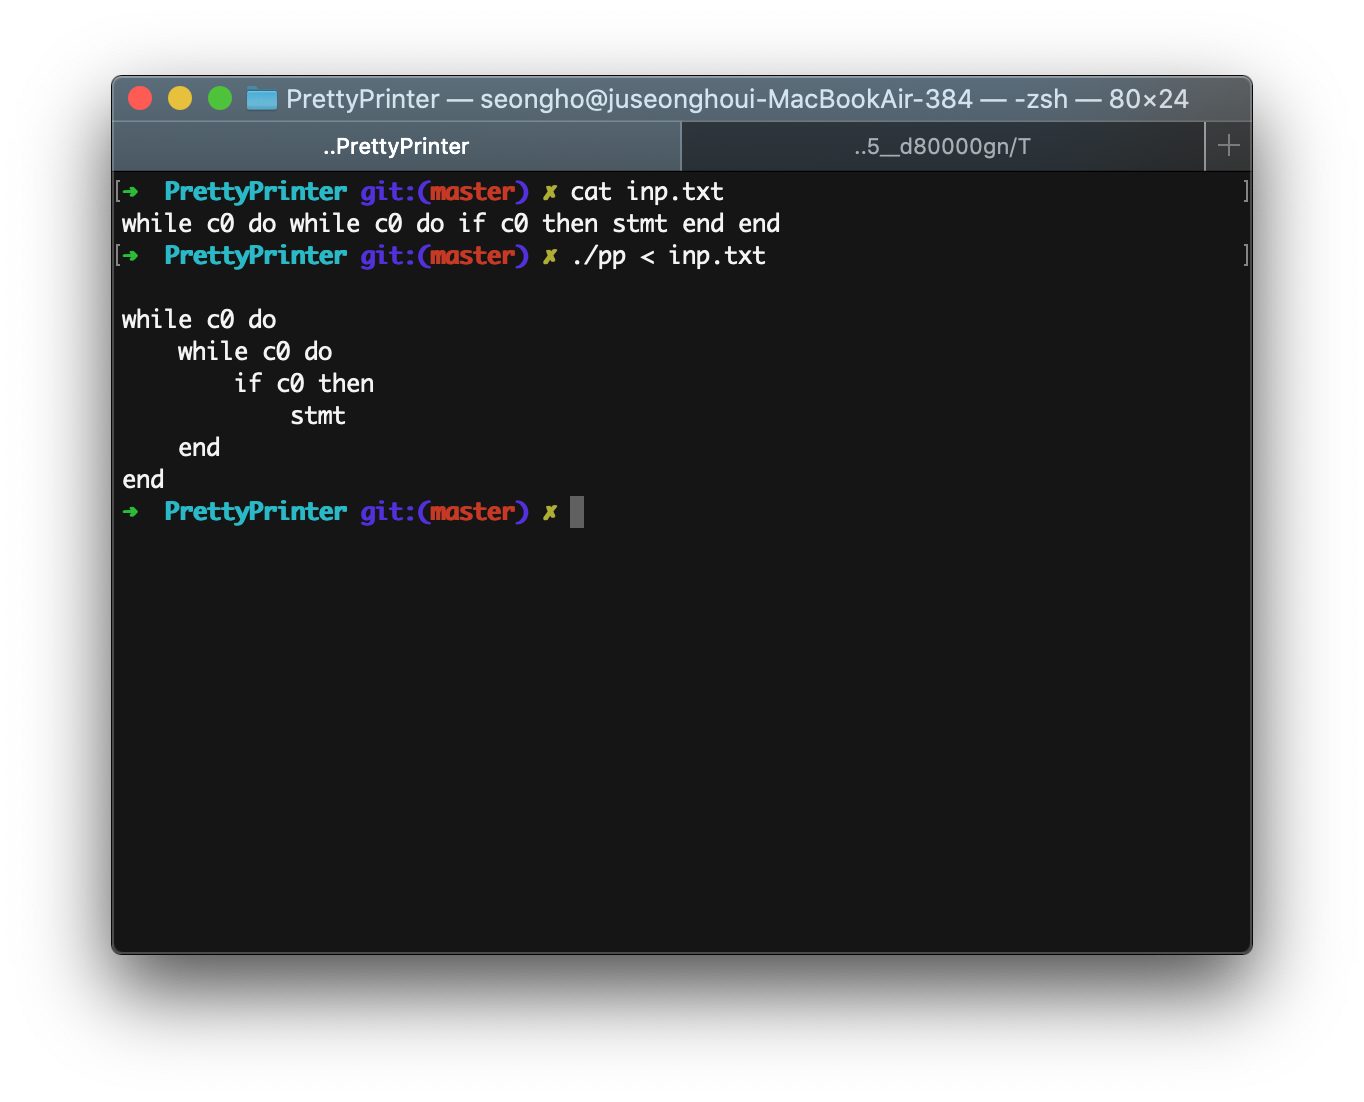 PrettyPrinter — seongho@juseonghoui-MacBookAir-384 — -zsh — 80×24
..PrettyPrinter ..5__d80000gn/T +
[➜  PrettyPrinter git:(master) ✗ cat inp.txt ]
while c0 do while c0 do if c0 then stmt end end
[➜  PrettyPrinter git:(master) ✗ ./pp < inp.txt ]
while c0 do
    while c0 do
        if c0 then
            stmt
    end
end
➜  PrettyPrinter git:(master) ✗